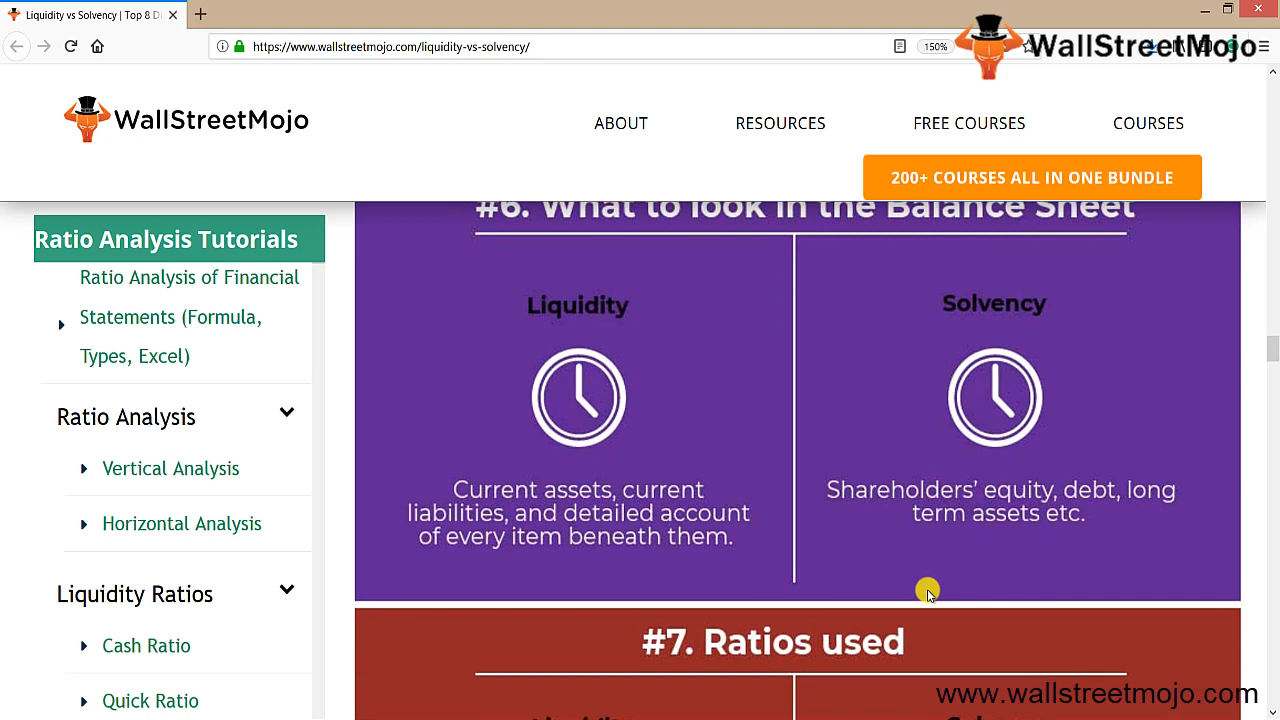 Liquidity vs Solvency | Top 8 D
https://www.wallstreetmojo.com/liquidity-vs-solvency/
150%
WallStreetMojo
WallStreetMojo
ABOUT
RESOURCES
FREE COURSES
COURSES
200+ COURSES ALL IN ONE BUNDLE
Ratio Analysis Tutorials
Ratio Analysis of Financial
Statements (Formula,
Types, Excel)
Ratio Analysis
Vertical Analysis
Horizontal Analysis
Liquidity Ratios
Cash Ratio
Quick Ratio
#6. What to look in the Balance Sheet
Liquidity
Current assets, current
liabilities, and detailed account
of every item beneath them.
Solvency
Shareholders’ equity, debt, long
term assets etc.
#7. Ratios used
www.wallstreetmojo.com